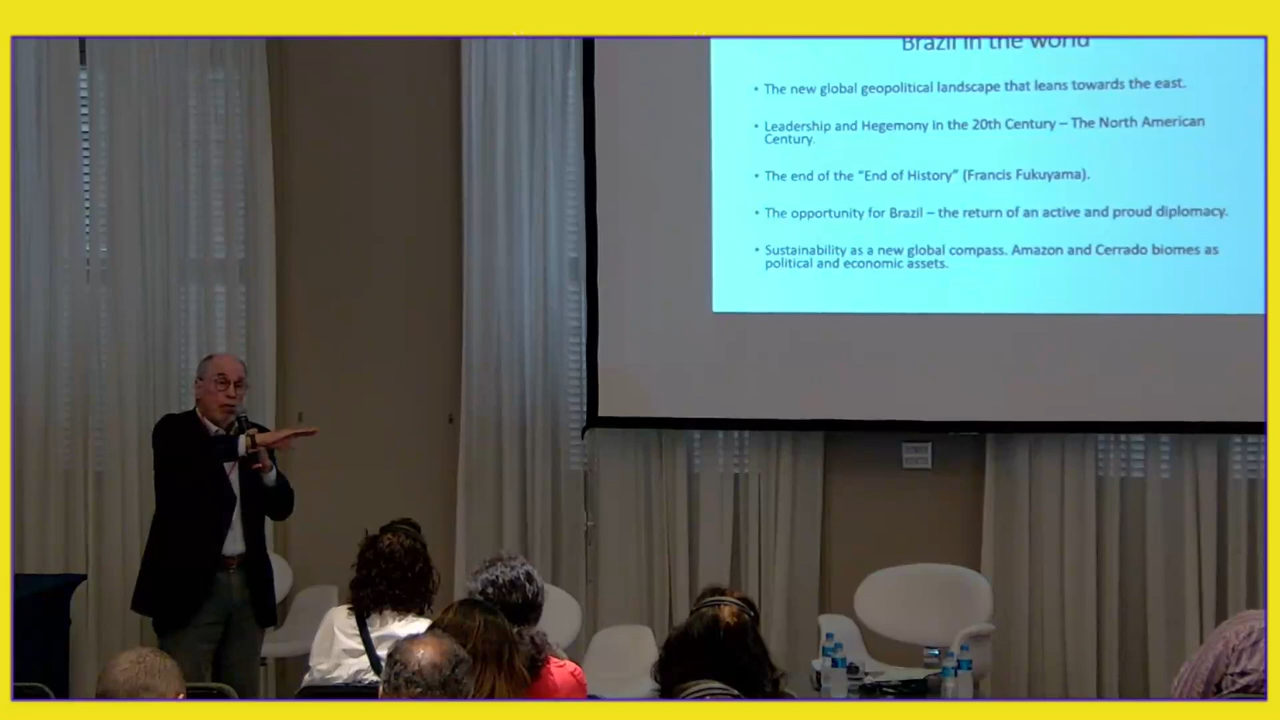 Brazil in the world
• The new global geopolitical landscape that leans towards the east.
• Leadership and Hegemony in the 20th Century – The North American
Century.
• The end of the “End of History” (Francis Fukuyama).
• The opportunity for Brazil – the return of an active and proud diplomacy.
• Sustainability as a new global compass. Amazon and Cerrado biomes as
political and economic assets.